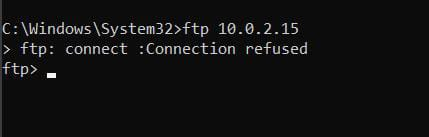 C:\Windows\System32>ftp 10.0.2.15
> ftp: connect :Connection refused
ftp>